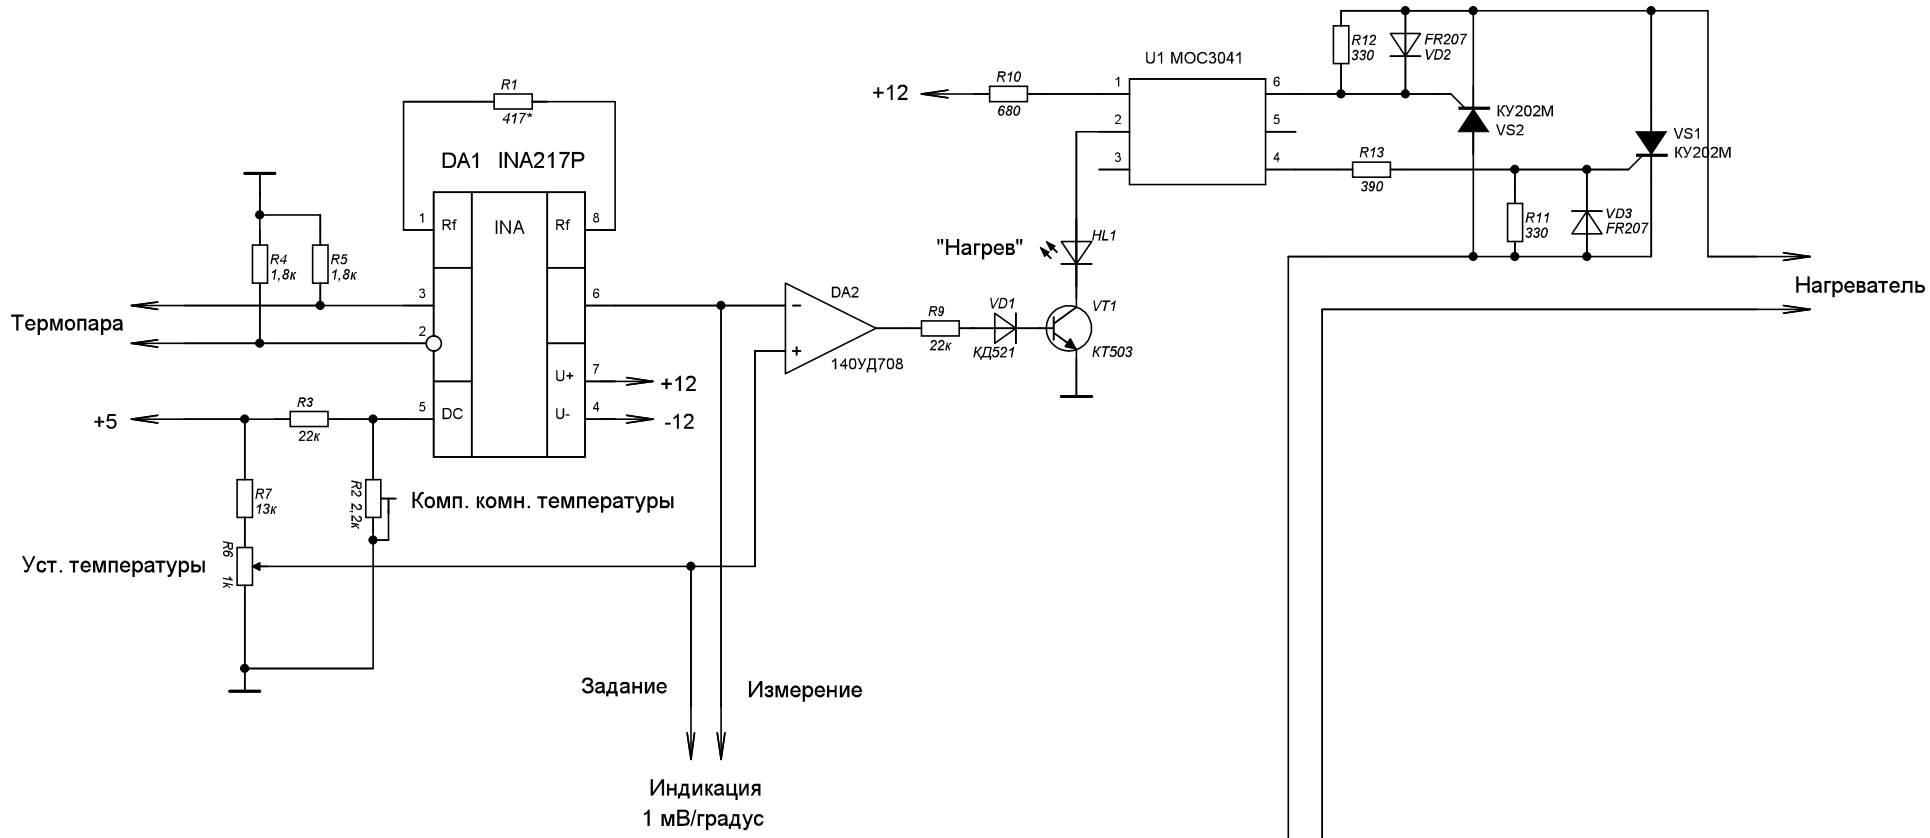 R1
417*
DA1 INA217P
1
Rf
INA
Rf
8
R4
1,8к
R5
1,8к
3
6
Термопара
2
U+
7
+12
+5
R3
22к
5
DC
U-
4
-12
R7
13к
R2 2,2к
Комп. комн. температуры
Уст. температуры
R6 1k
Задание
Измерение
Индикация
1 мВ/градус
DA2
−
+
140УД708
R9
22к
VD1
КД521
VT1
КТ503
"Нагрев"
HL1
+12
R10
680
U1 MOC3041
1
2
3
6
5
4
R12
330
FR207
VD2
КУ202М
VS2
VS1
КУ202М
R13
390
R11
330
VD3
FR207
Нагреватель